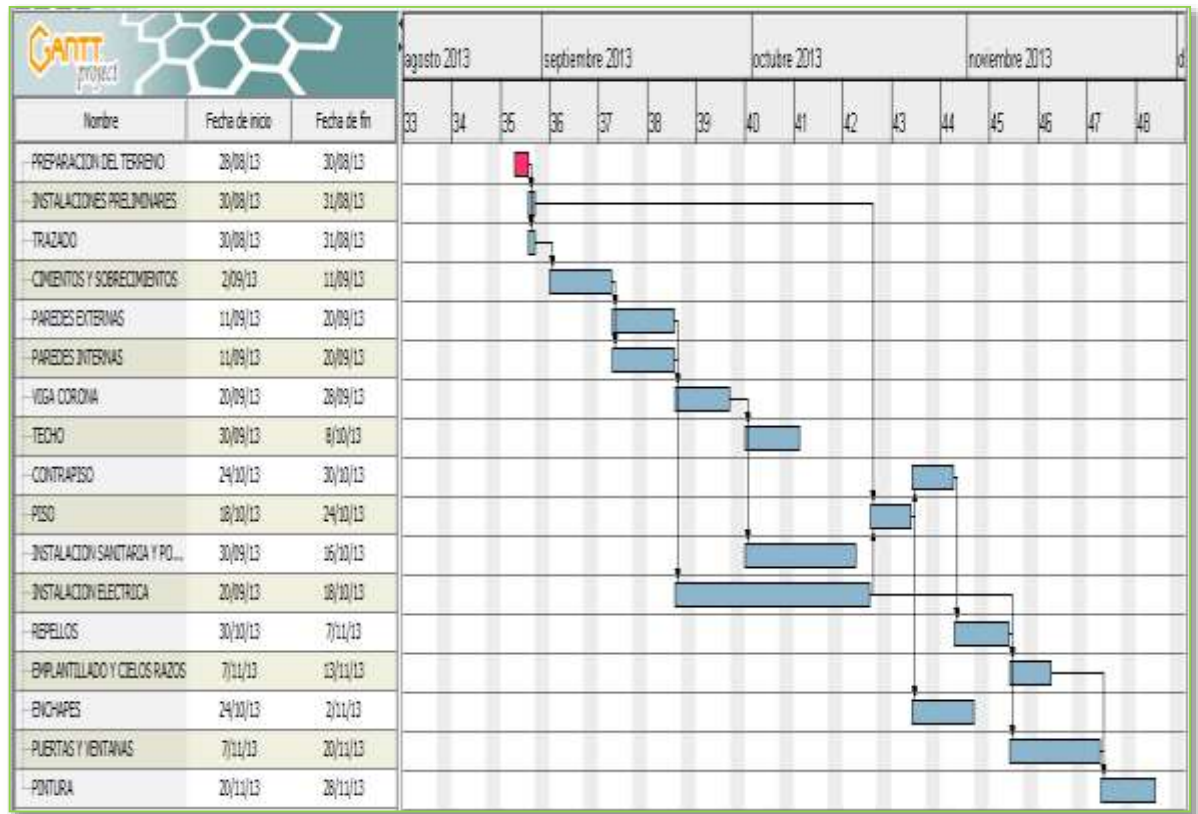 GANTT
project
agosto 2013 septiembre 2013 octubre 2013 noviembre 2013 d
Nombre Fecha de inicio Fecha de fin 33 34 35 36 37 38 39 40 41 42 43 44 45 46 47 48
PREPARACION DEL TERRENO 28/08/13 30/08/13
INSTALACIONES PRELIMINARES 30/08/13 31/08/13
TRAZADO 30/08/13 31/08/13
CIMIENTOS Y SOBRECIMIENTOS 2/09/13 11/09/13
PAREDES EXTERNAS 11/09/13 20/09/13
PAREDES INTERNAS 11/09/13 20/09/13
VIGA CORONA 20/09/13 28/09/13
TECHO 30/09/13 8/10/13
CONTRAPISO 24/10/13 30/10/13
PISO 18/10/13 24/10/13
INSTALACION SANITARIA Y PO... 30/09/13 16/10/13
INSTALACION ELECTRICA 20/09/13 18/10/13
REPELLOS 30/10/13 7/11/13
EMPLANTILLADO Y CIELOS RAZOS 7/11/13 13/11/13
ENCHAPES 24/10/13 2/11/13
PUERTAS Y VENTANAS 7/11/13 20/11/13
PINTURA 20/11/13 28/11/13